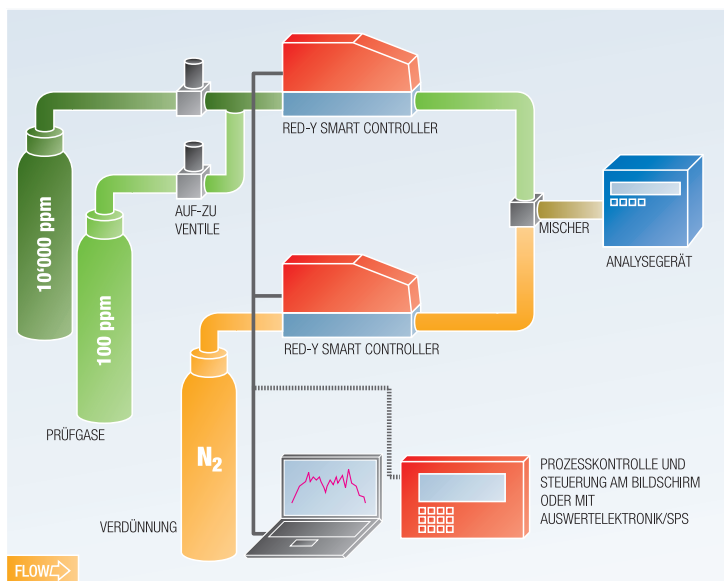 RED-Y SMART CONTROLLER
10'000 ppm
AUF-ZU
VENTILE
100 ppm
MISCHER
ANALYSEGERÄT
RED-Y SMART CONTROLLER
PRÜFGASE
N2
VERDÜNNUNG
PROZESSKONTROLLE UND
STEUERUNG AM BILDSCHIRM
ODER MIT
AUSWERTELEKTRONIK/SPS
FLOW